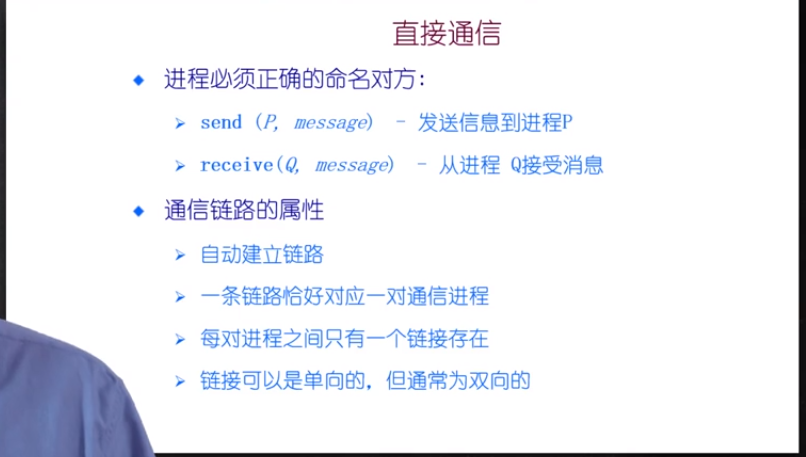 直接通信
进程必须正确的命名对方：
send (P, message) – 发送信息到进程P
receive(Q, message) – 从进程 Q接受消息
通信链路的属性
自动建立链路
一条链路恰好对应一对通信进程
每对进程之间只有一个链接存在
链接可以是单向的，但通常为双向的